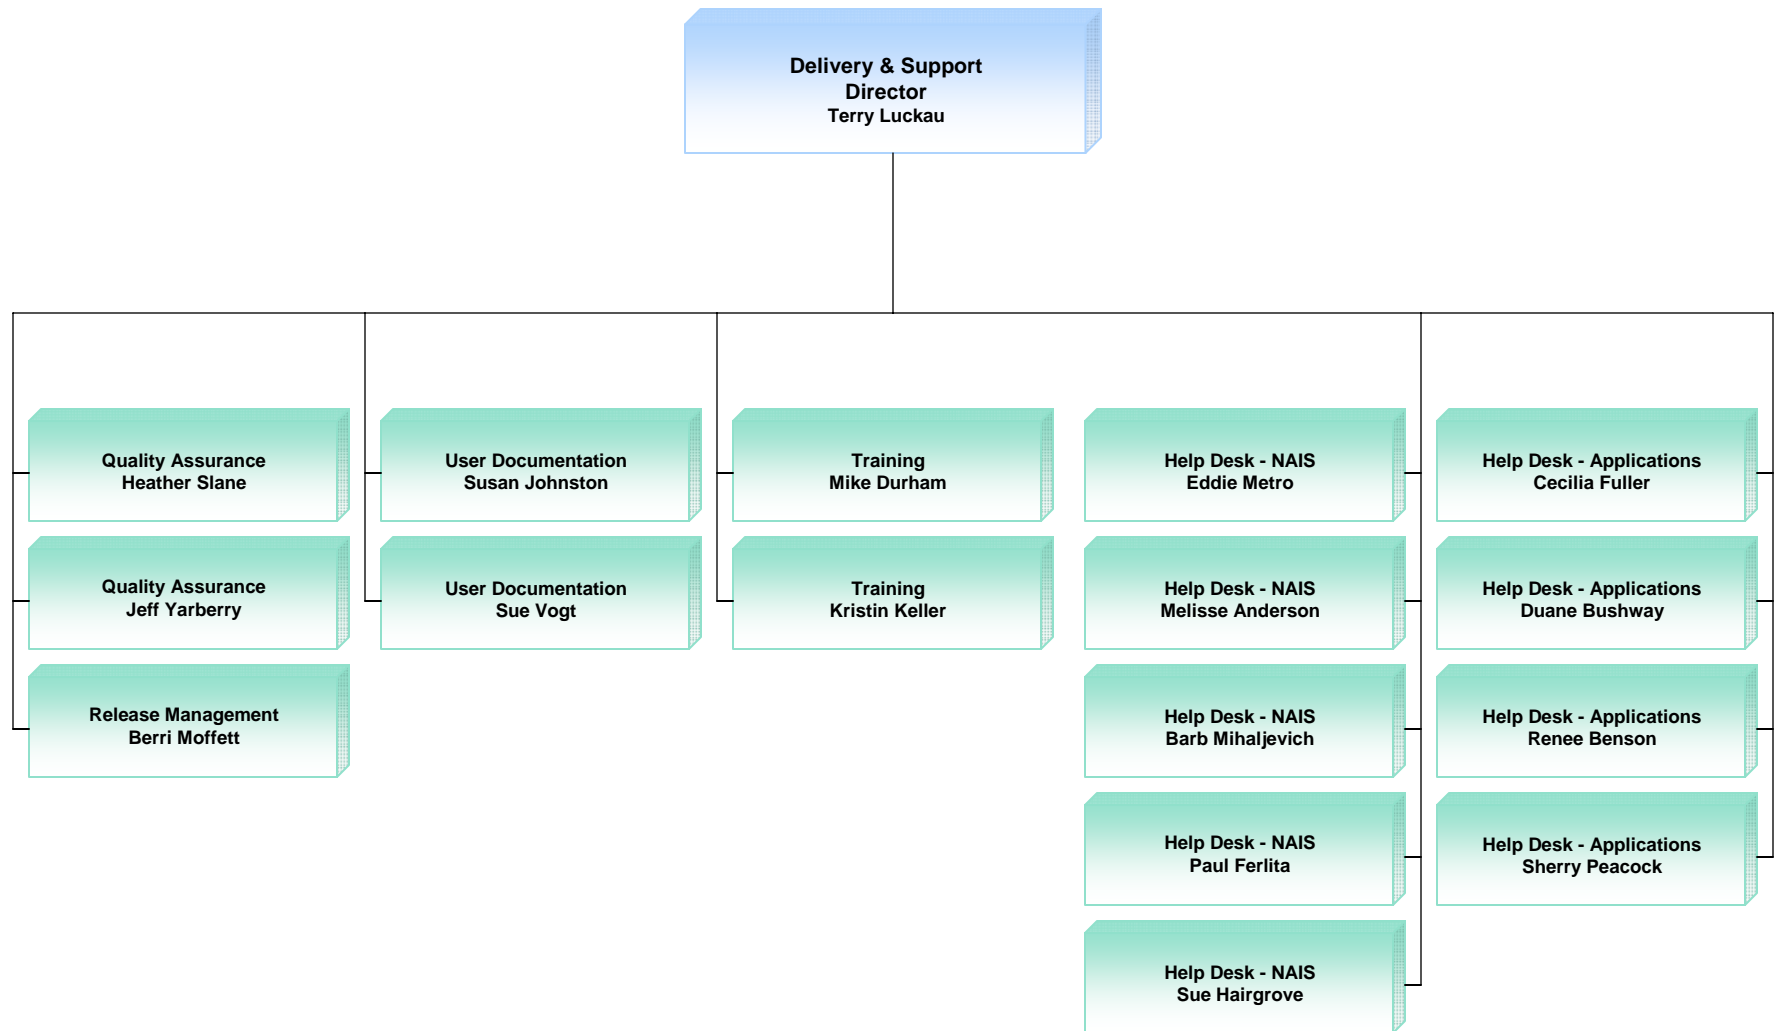 Delivery & Support
Director
Terry Luckau
Quality Assurance
Heather Slane
Quality Assurance
Jeff Yarberry
Release Management
Berri Moffett
User Documentation
Susan Johnston
User Documentation
Sue Vogt
Training
Mike Durham
Training
Kristin Keller
Help Desk - NAIS
Eddie Metro
Help Desk - NAIS
Melisse Anderson
Help Desk - NAIS
Barb Mihaljevich
Help Desk - NAIS
Paul Ferlita
Help Desk - NAIS
Sue Hairgrove
Help Desk - Applications
Cecilia Fuller
Help Desk - Applications
Duane Bushway
Help Desk - Applications
Renee Benson
Help Desk - Applications
Sherry Peacock